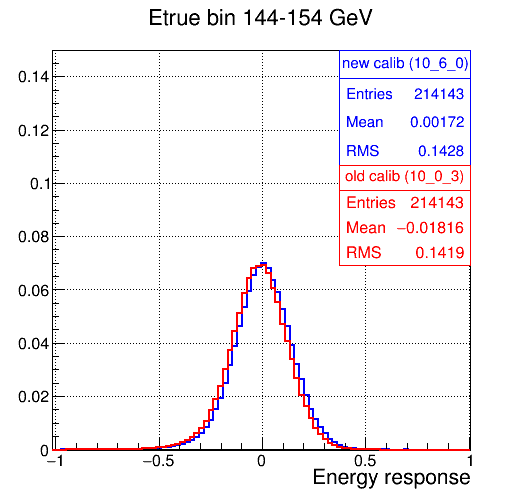 Etrue bin 144-154 GeV
new calib (10_6_0)
Entries 214143
Mean 0.00172
RMS 0.1428
old calib (10_0_3)
Entries 214143
Mean −0.01816
RMS 0.1419
0.14
0.12
0.1
0.08
0.06
0.04
0.02
0
−1 −0.5 0 0.5 1
Energy response